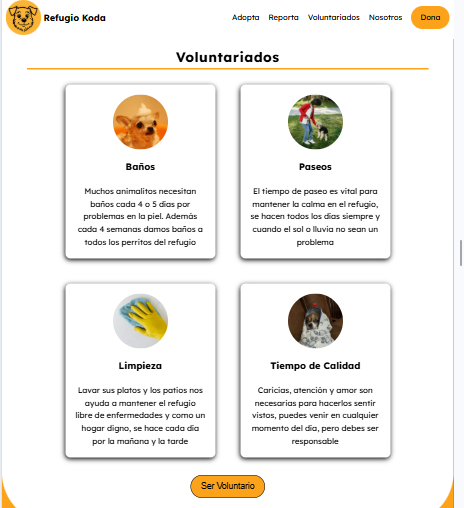 Refugio Koda
Adopta Reporta Voluntariados Nosotros Dona
Voluntariados
Baños
Muchos animalitos necesitan
baños cada 4 o 5 días por
problemas en la piel. Además
cada 4 semanas damos baños a
todos los perritos del refugio
Paseos
El tiempo de paseo es vital para
mantener la calma en el refugio,
se hacen todos los días siempre y
cuando el sol o lluvia no sean un
problema
Limpieza
Lavar sus platos y los patios nos
ayuda a mantener el refugio
libre de enfermedades y como un
hogar digno, se hace cada día
por la mañana y la tarde
Tiempo de Calidad
Caricias, atención y amor son
necesarias para hacerlos sentir
vistos, puedes venir en cualquier
momento del día, pero debes ser
responsable
Ser Voluntario